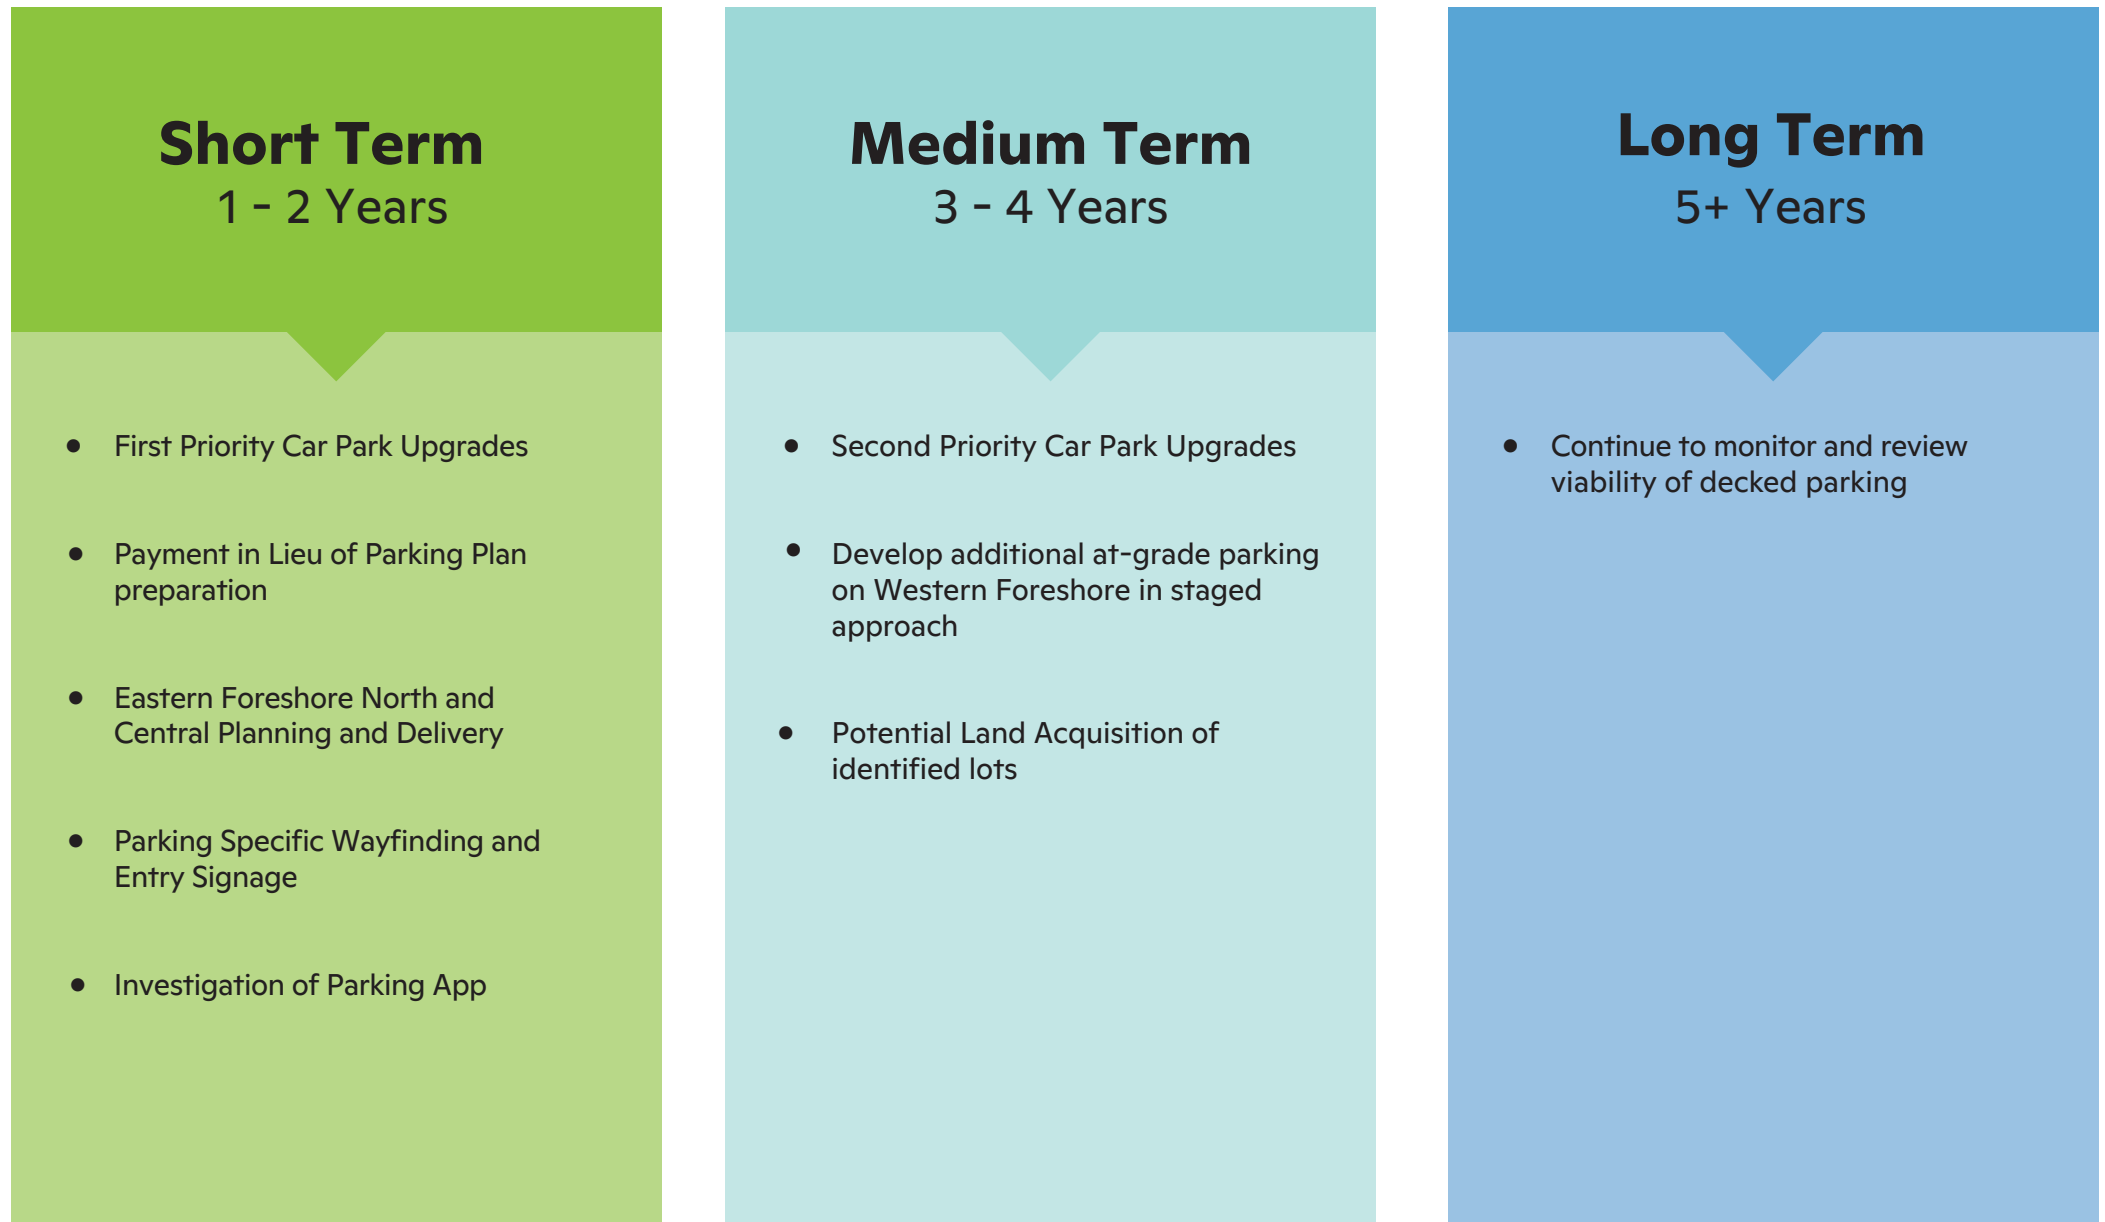 Short Term
1 - 2 Years
• First Priority Car Park Upgrades
• Payment in Lieu of Parking Plan
preparation
• Eastern Foreshore North and
Central Planning and Delivery
• Parking Specific Wayfinding and
Entry Signage
• Investigation of Parking App
Medium Term
3 - 4 Years
• Second Priority Car Park Upgrades
• Develop additional at-grade parking
on Western Foreshore in staged
approach
• Potential Land Acquisition of
identified lots
Long Term
5+ Years
• Continue to monitor and review
viability of decked parking